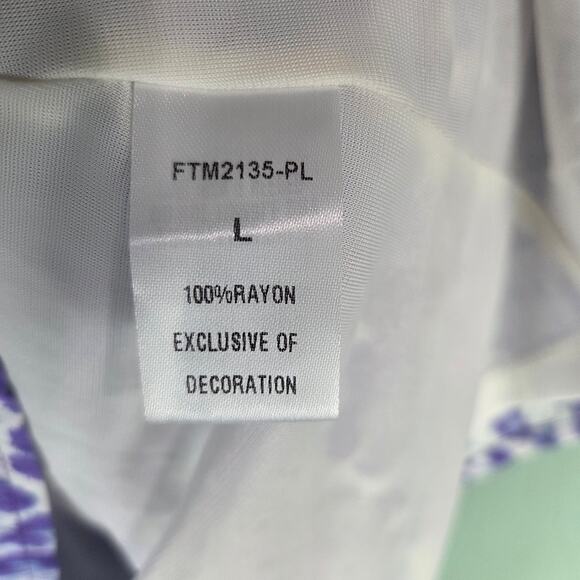 FTM2135-PL
L
100%RAYON
EXCLUSIVE OF
DECORATION